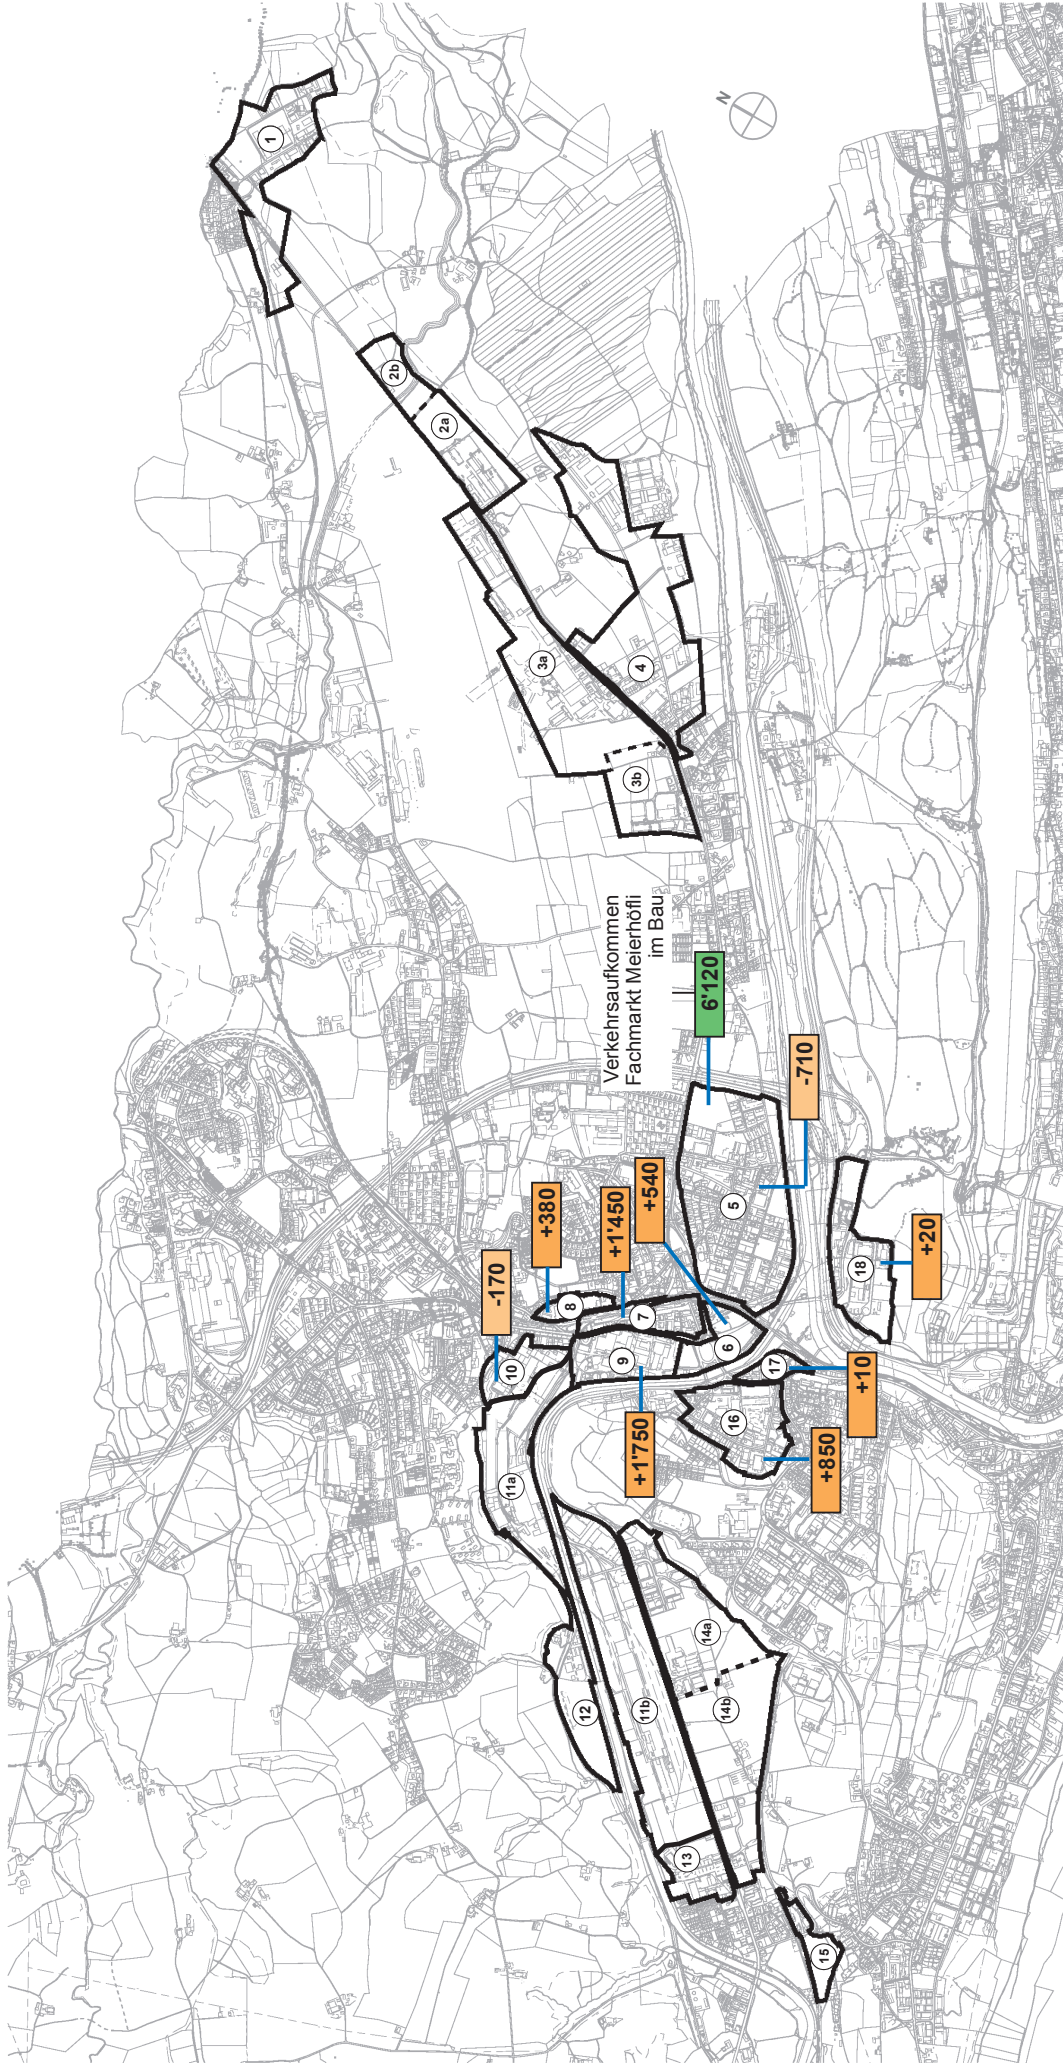 N
1
2b
2a
3a
4
3b
Verkehrsaufkommen
Fachmarkt Meierhöfli
im Bau
6'120
-710
5
+540
+1'450
+380
-170
8
7
6
9
10
18
+20
17
+10
16
+850
+1'750
11a
12
11b
14a
14b
13
15